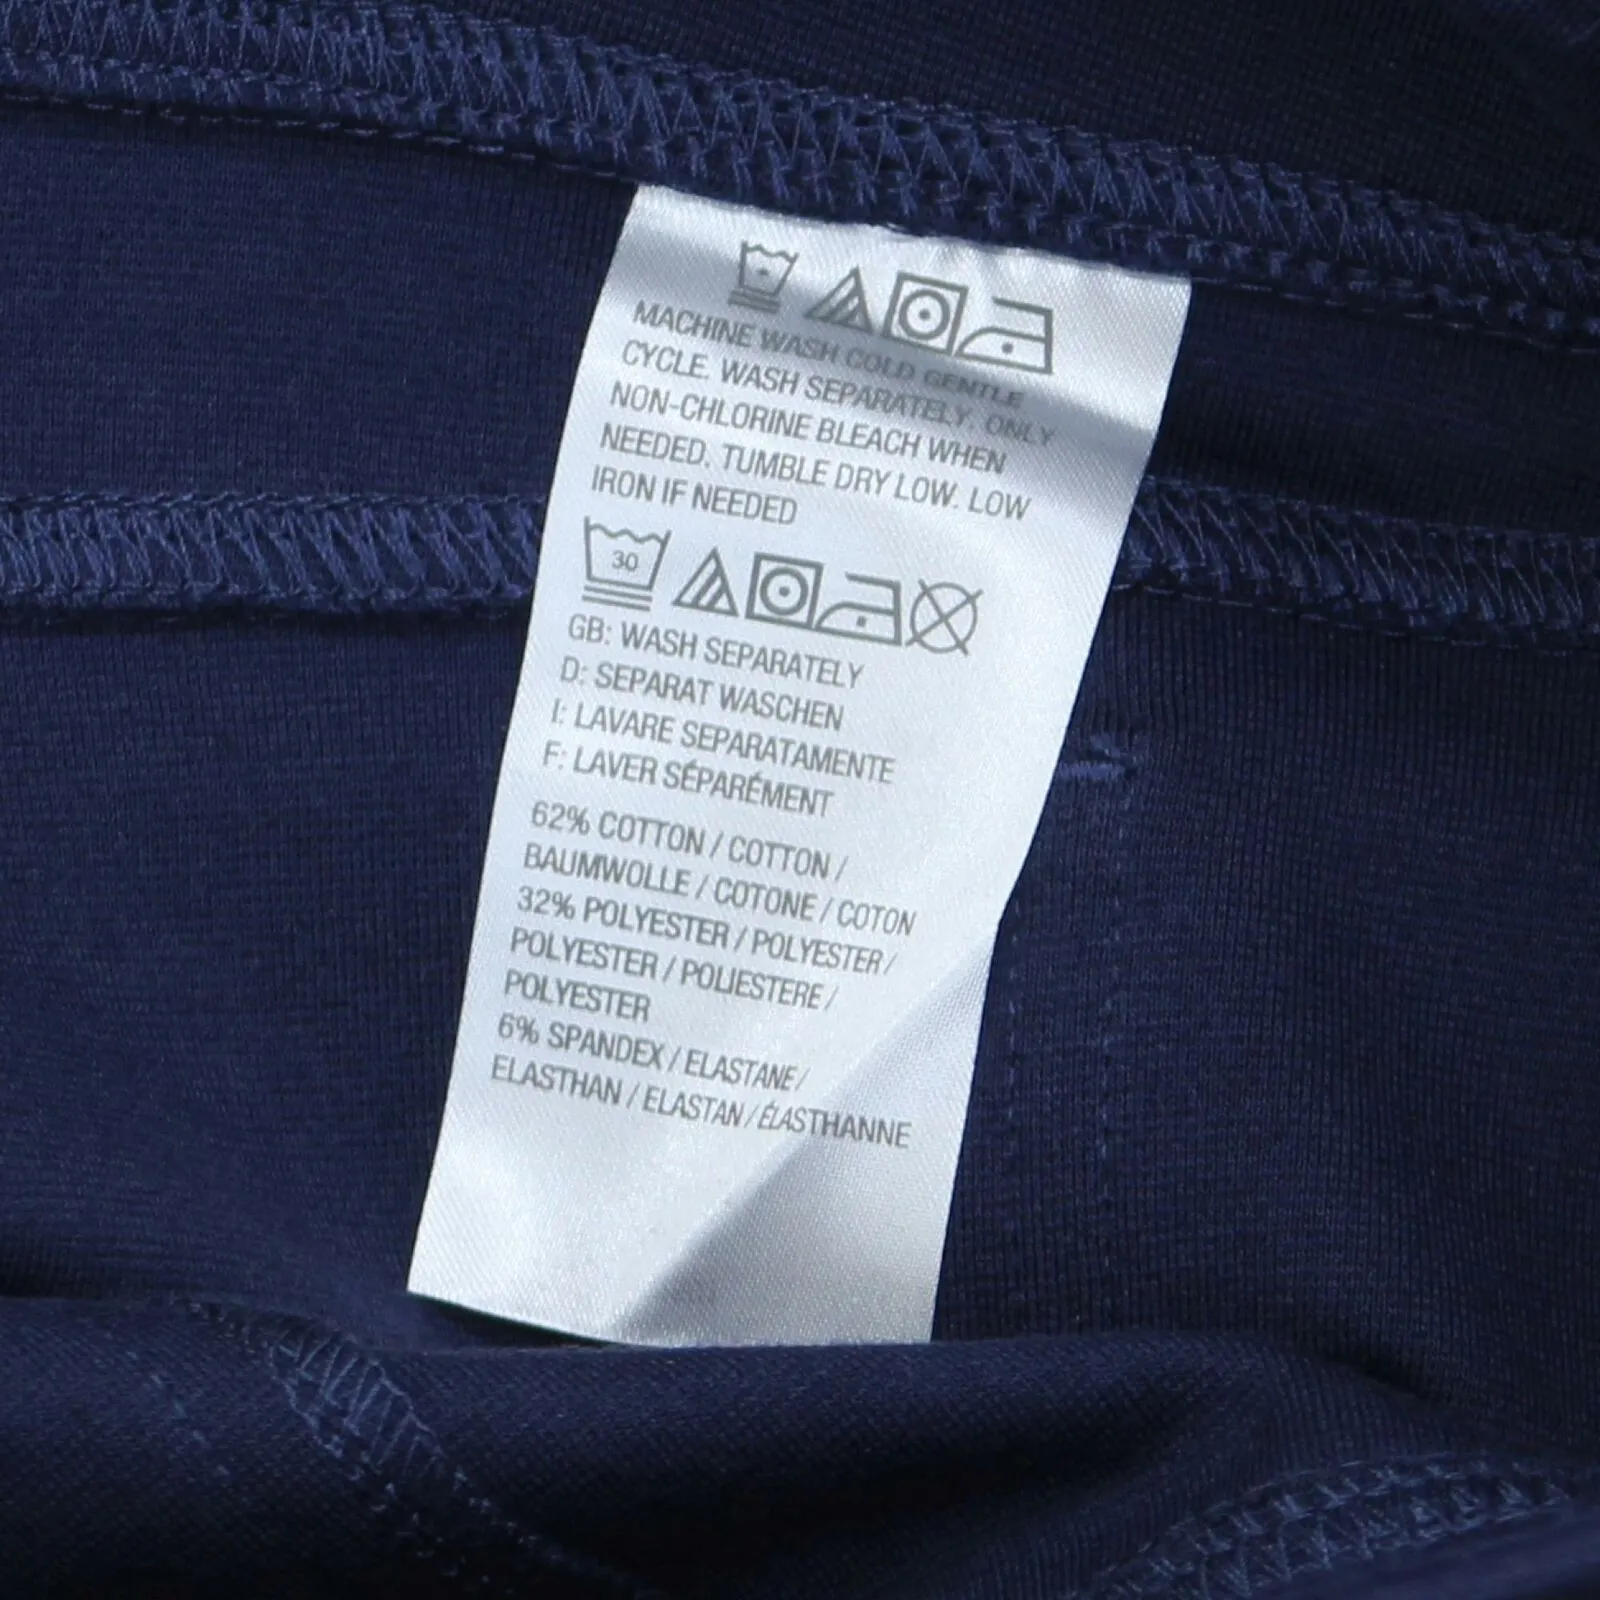 MACHINE WASH COLD GENTLE
CYCLE. WASH SEPARATELY. ONLY
NON-CHLORINE BLEACH WHEN
NEEDED. TUMBLE DRY LOW. LOW
IRON IF NEEDED
30
GB: WASH SEPARATELY
D: SEPARAT WASCHEN
I: LAVARE SEPARATAMENTE
F: LAVER SÉPARÉMENT
62% COTTON / COTTON /
BAUMWOLLE / COTONE / COTON
32% POLYESTER / POLYESTER/
POLYESTER / POLIESTERE /
POLYESTER
6% SPANDEX / ELASTANE/
ELASTHAN / ELASTAN / ÉLASTHANNE